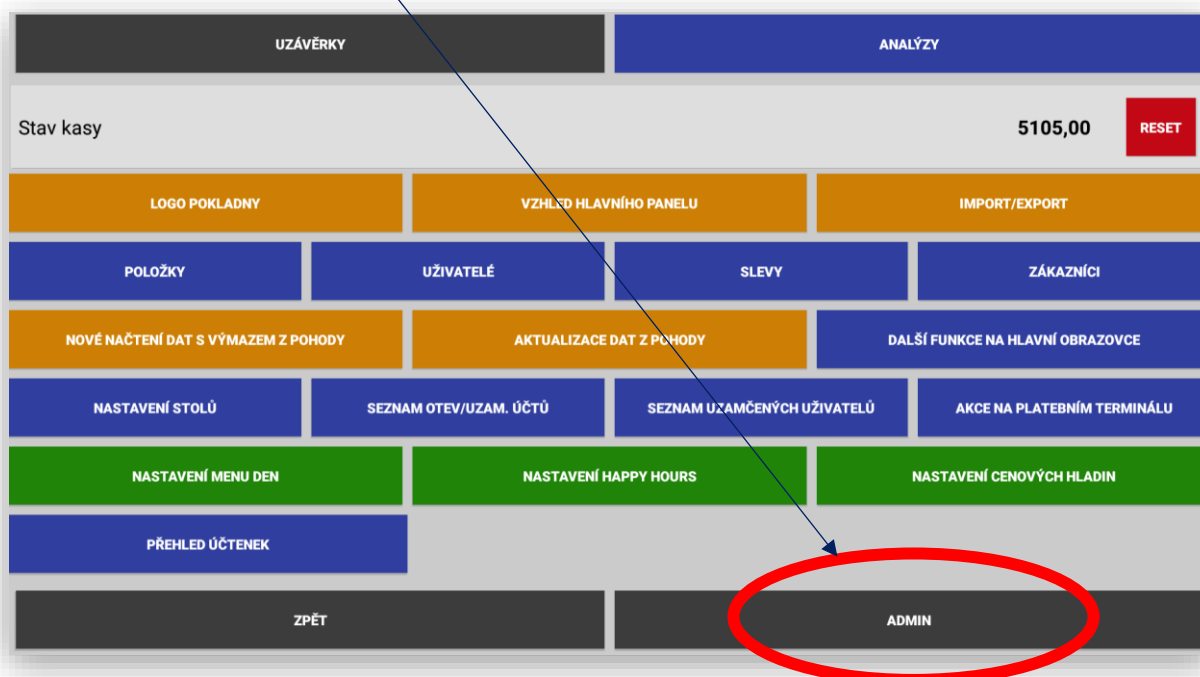 UZÁVĚRKY
ANALÝZY
Stav kasy
5105,00
RESET
LOGO POKLADNY
VZHLED HLAVNÍHO PANELU
IMPORT/EXPORT
POLOŽKY
UŽIVATELÉ
SLEVY
ZÁKAZNÍCI
NOVÉ NAČTENÍ DAT S VÝMAZEM Z POHODY
AKTUALIZACE DAT Z POHODY
DALŠÍ FUNKCE NA HLAVNÍ OBRAZOVCE
NASTAVENÍ STOLŮ
SEZNAM OTEV/UZAM. ÚČTŮ
SEZNAM UZAMČENÝCH UŽIVATELŮ
AKCE NA PLATEBNÍM TERMINÁLU
NASTAVENÍ MENU DEN
NASTAVENÍ HAPPY HOURS
NASTAVENÍ CENOVÝCH HLADIN
PŘEHLED ÚČTENEK
ZPĚT
ADMIN